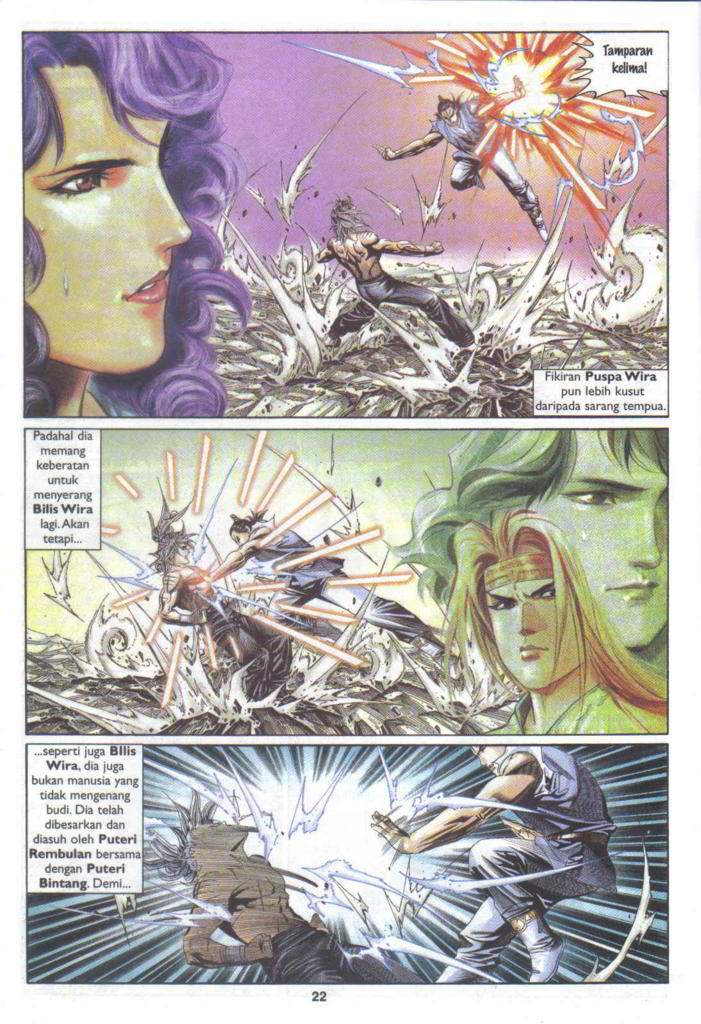 Tamparan
kelima!
Fikiran Puspa Wira
pun lebih kusut
daripada sarang tempua.
Padahal dia
memang
keberatan
untuk
menyerang
Bilis Wira
lagi. Akan
tetapi...
...seperti juga BIlis
Wira, dia juga
bukan manusia yang
tidak mengenang
budi. Dia telah
dibesarkan dan
diasuh oleh Puteri
Rembulan bersama
dengan Puteri
Bintang. Demi...
22